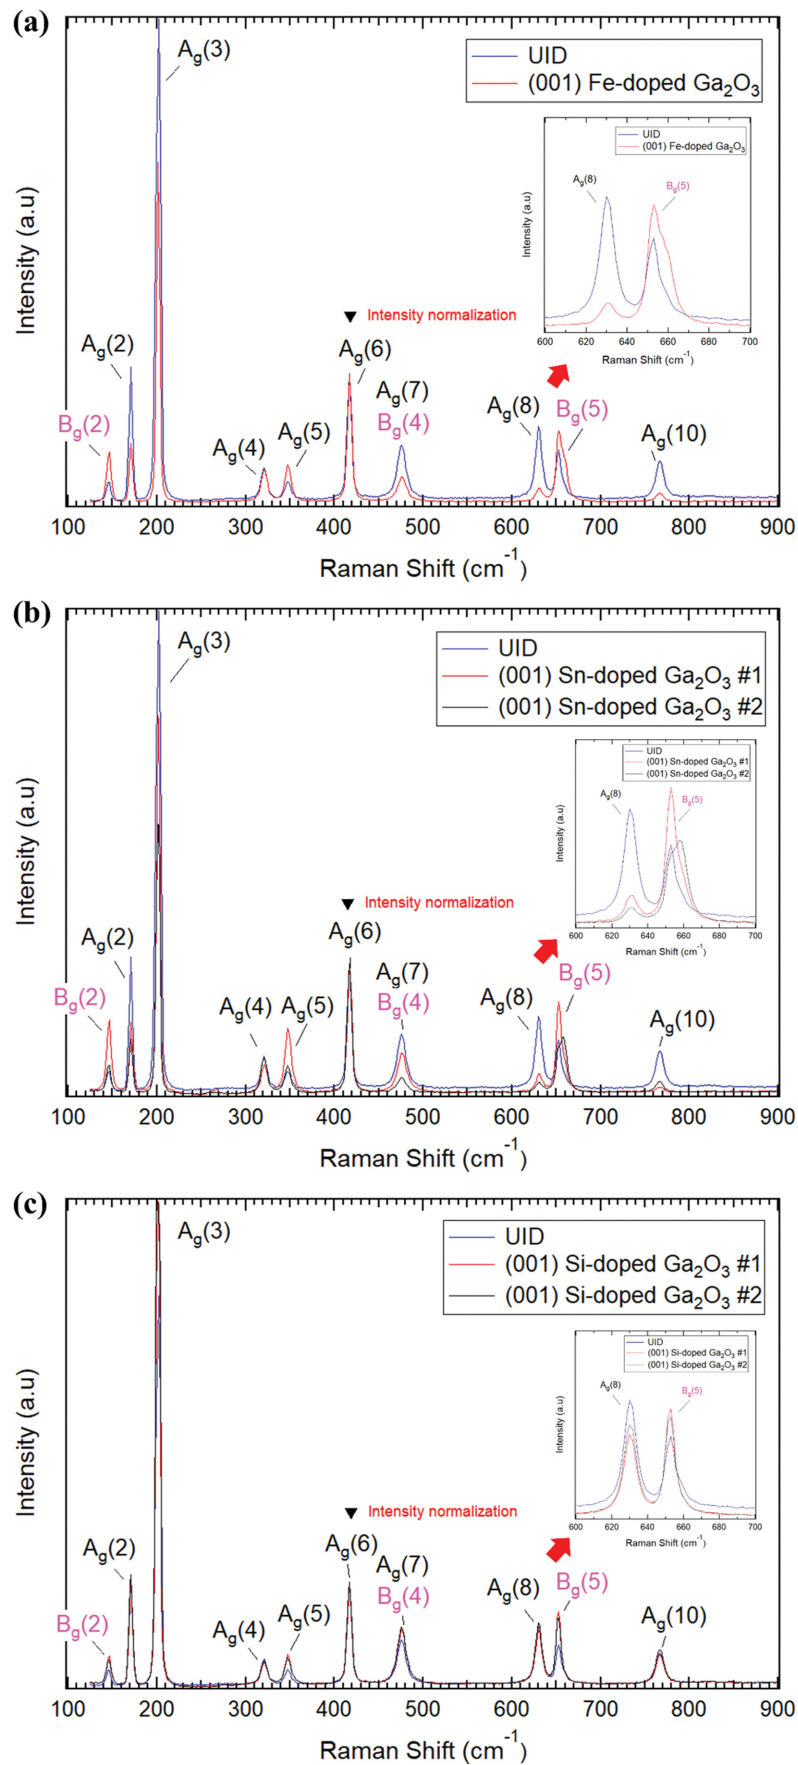 (a)
Ag(3)
UID
(001) Fe-doped Ga2O3
UID
(001) Fe-doped Ga2O3
Ag(8)
Bg(5)
Intensity (a.u)
600 620 640 660 680 700
Raman Shift (cm-1)
Intensity (a.u)
▼ Intensity normalization
Ag(2)
Bg(2)
Ag(4)
Ag(5)
Ag(6)
Ag(7)
Bg(4)
Ag(8)
Bg(5)
Ag(10)
100 200 300 400 500 600 700 800 900
Raman Shift (cm-1)
(b)
Ag(3)
UID
(001) Sn-doped Ga2O3 #1
(001) Sn-doped Ga2O3 #2
UID
(001) Sn-doped Ga2O3 #1
(001) Sn-doped Ga2O3 #2
Ag(8)
Bg(5)
Intensity (a.u)
600 620 640 660 680 700
Raman Shift (cm-1)
Intensity (a.u)
▼ Intensity normalization
Ag(2)
Bg(2)
Ag(4)
Ag(5)
Ag(6)
Ag(7)
Bg(4)
Ag(8)
Bg(5)
Ag(10)
100 200 300 400 500 600 700 800 900
Raman Shift (cm-1)
(c)
Ag(3)
UID
(001) Si-doped Ga2O3 #1
(001) Si-doped Ga2O3 #2
UID
(001) Si-doped Ga2O3 #1
(001) Si-doped Ga2O3 #2
Ag(8)
Bg(5)
Intensity (a.u)
600 620 640 660 680 700
Raman Shift (cm-1)
Intensity (a.u)
▼ Intensity normalization
Ag(2)
Bg(2)
Ag(4)
Ag(5)
Ag(6)
Ag(7)
Bg(4)
Ag(8)
Bg(5)
Ag(10)
100 200 300 400 500 600 700 800 900
Raman Shift (cm-1)